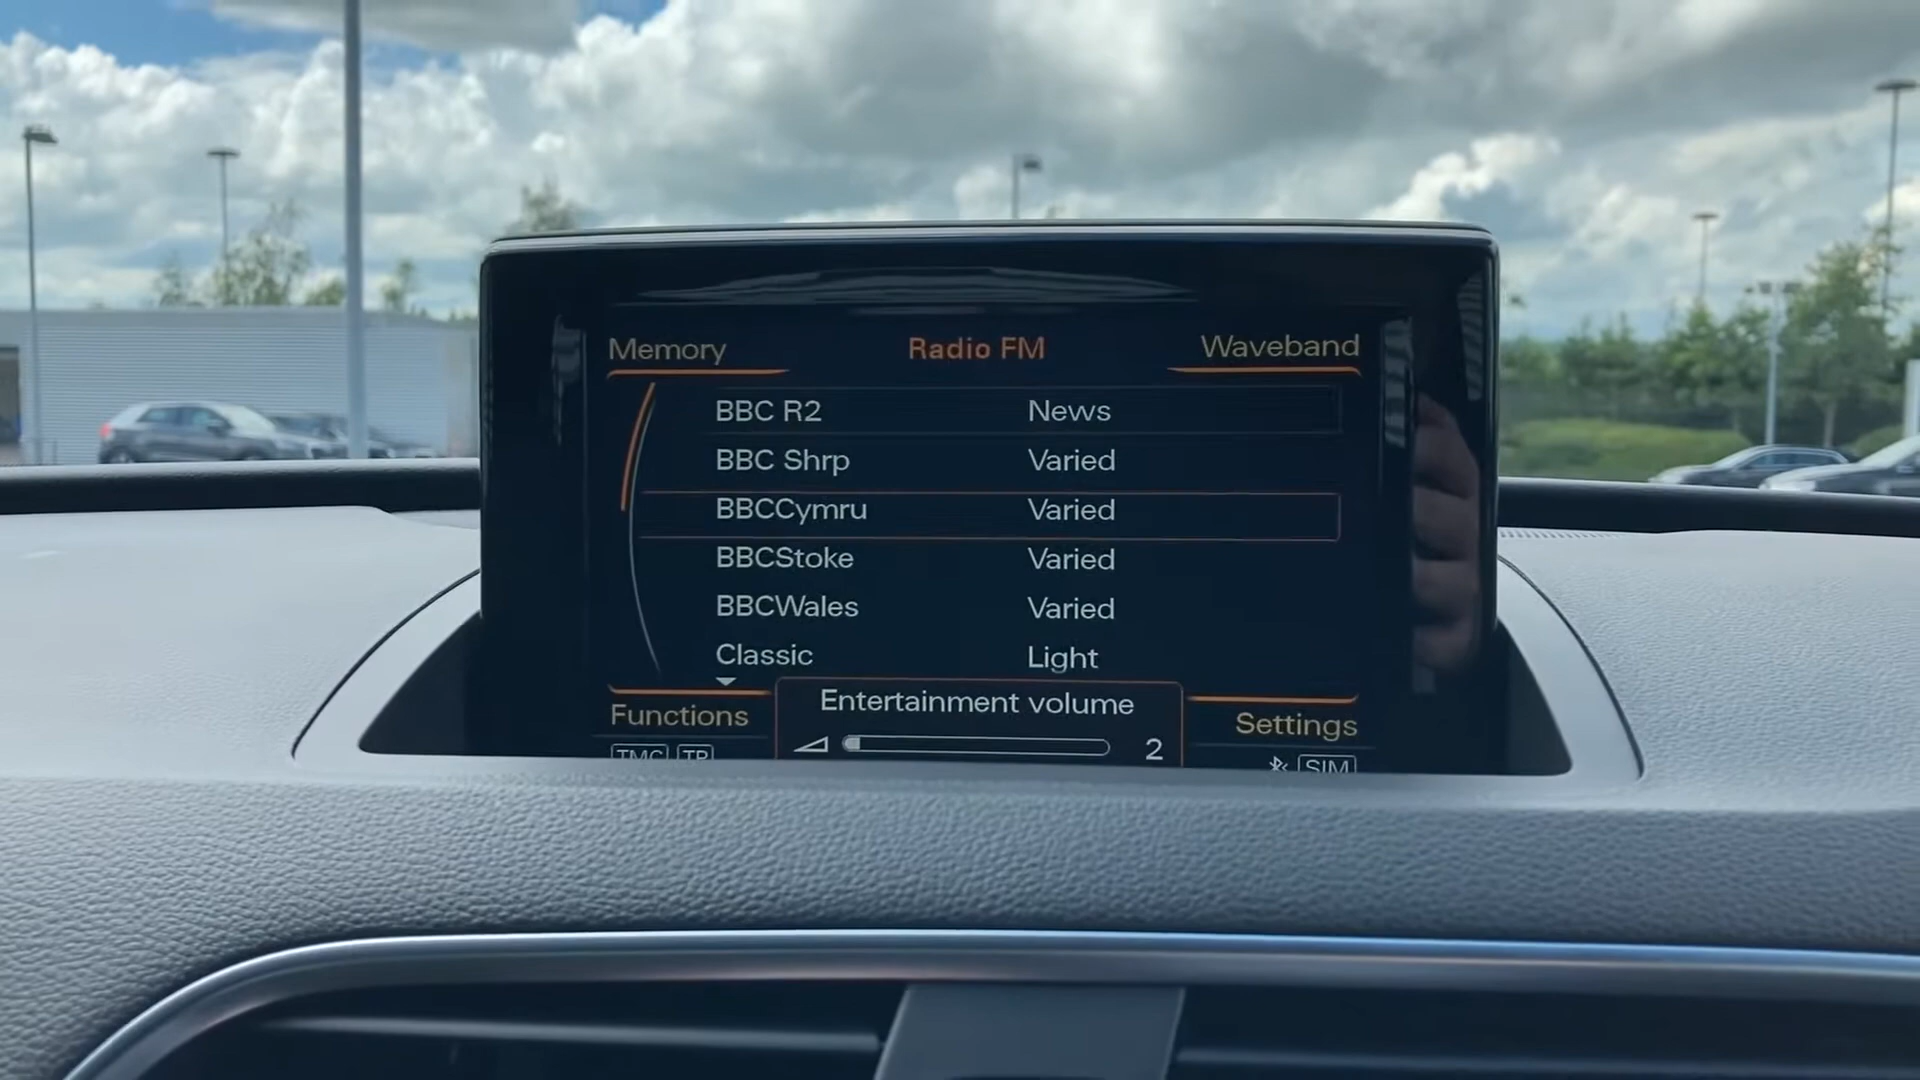 Memory Radio FM Waveband
BBC R2 News
BBC Shrp Varied
BBCCymru Varied
BBCStoke Varied
BBCWales Varied
Classic Light
Functions Entertainment volume Settings
TMC TP 2 SIM